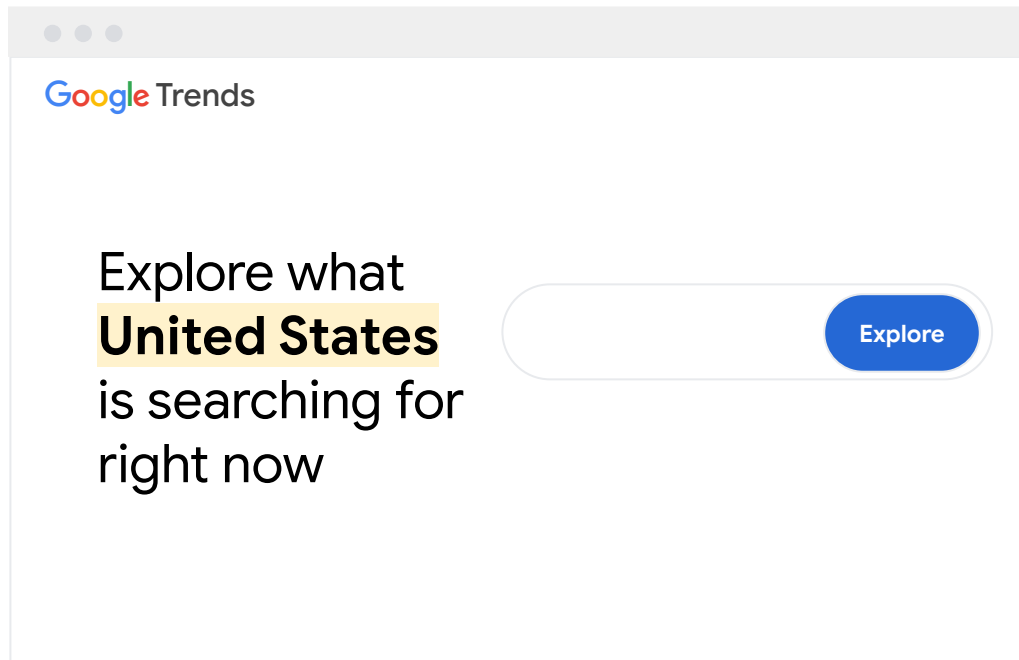 Google Trends
Explore what
United States
is searching for
right now
Explore